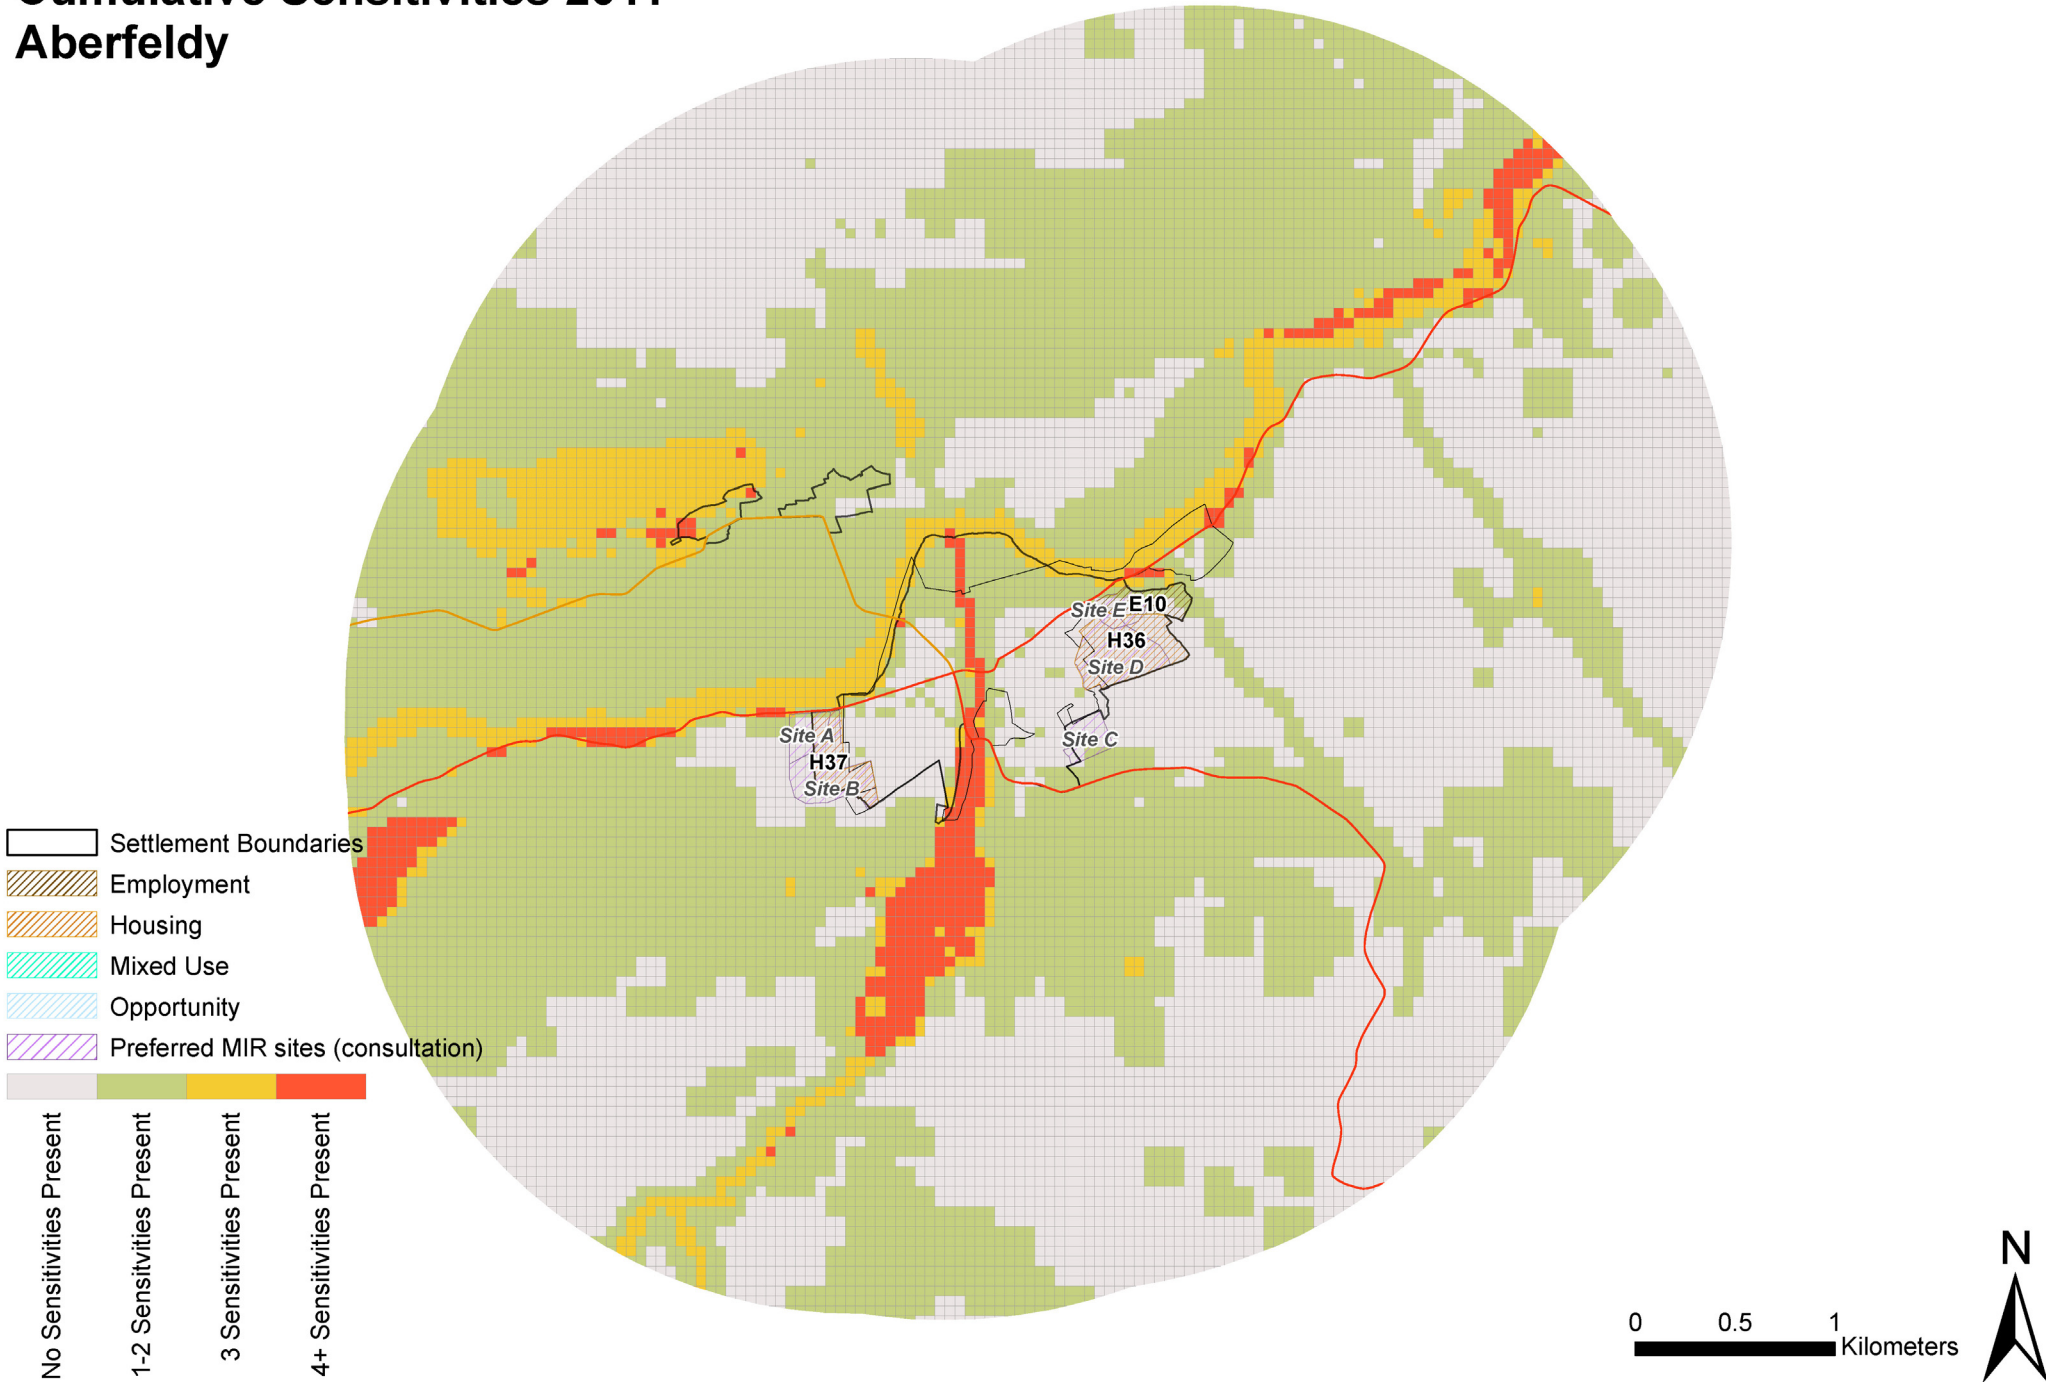 Aberfeldy
Site E
E10
H36
Site D
Site A
Site C
H37
Site B
Settlement Boundaries
Employment
Housing
Mixed Use
Opportunity
Preferred MIR sites (consultation)
No Sensitivities Present
1-2 Sensitvities Present
3 Sensitivities Present
4+ Sensitivities Present
N
0 0.5 1
Kilometers